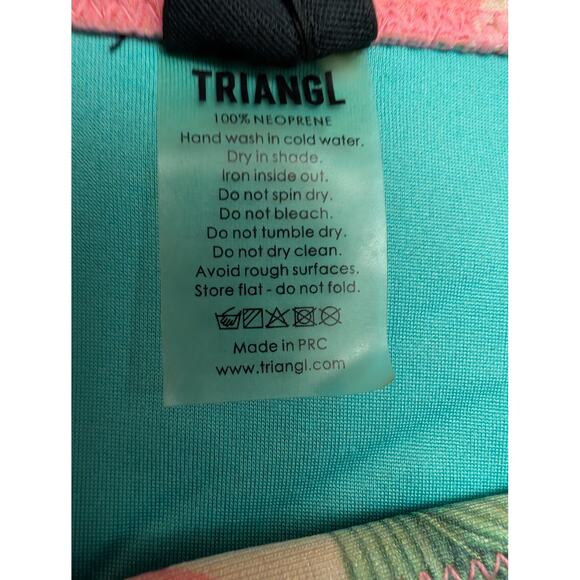 TRIANGL
100% NEOPRENE
Hand wash in cold water.
Dry in shade.
Iron inside out.
Do not spin dry.
Do not bleach.
Do not tumble dry.
Do not dry clean.
Avoid rough surfaces.
Store flat - do not fold.
Made in PRC
www.triangl.com